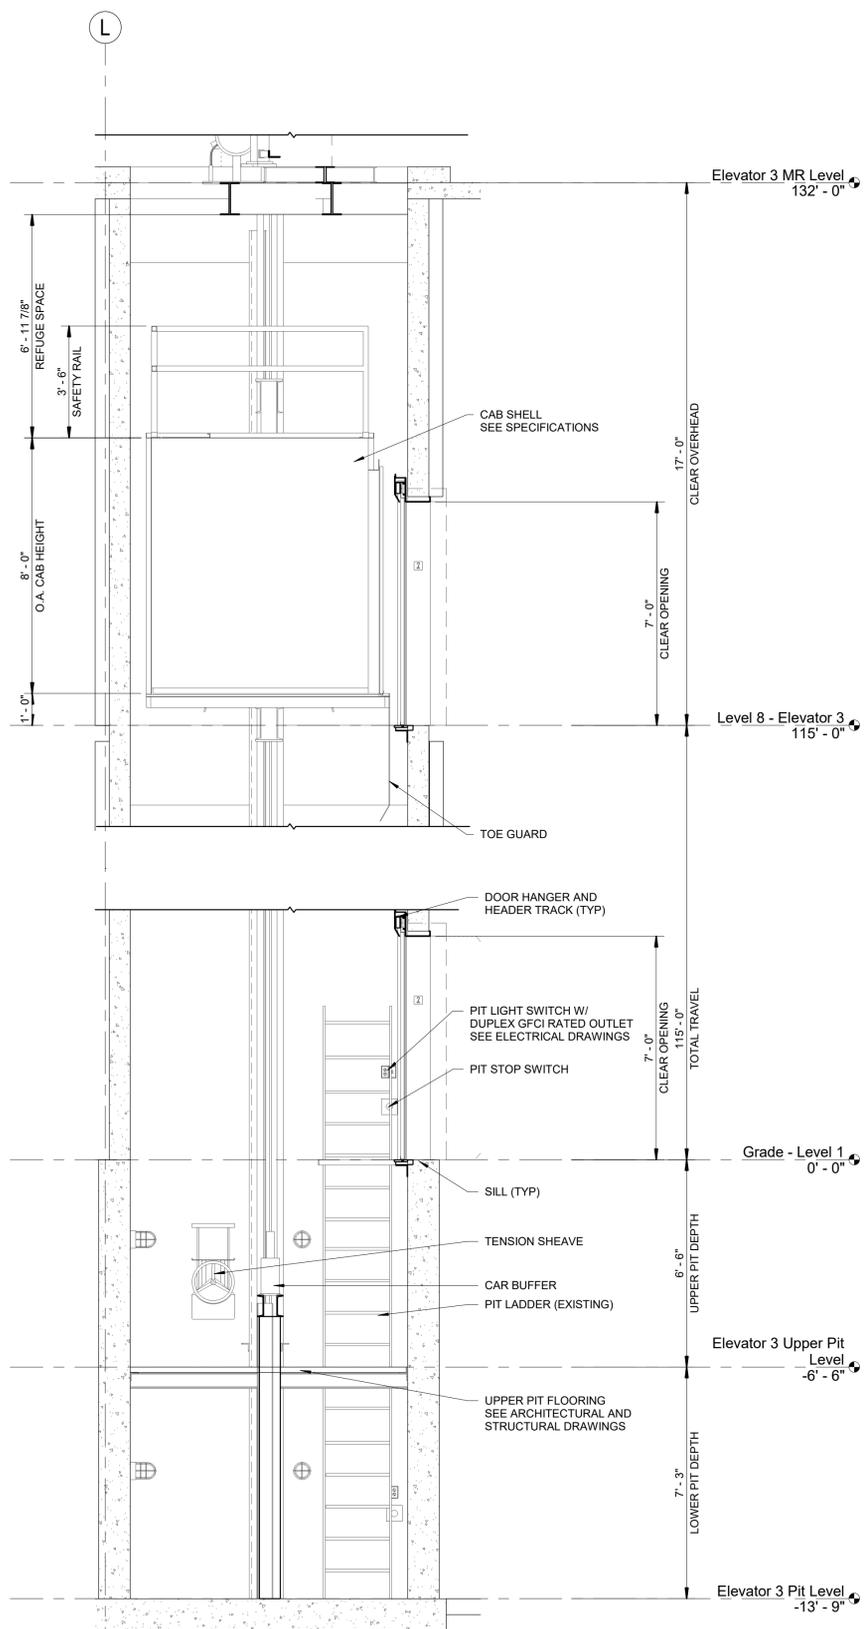 L
Elevator 3 MR Level
132' - 0"
6' - 11 7/8"
REFUGE SPACE
3' - 6"
SAFETY RAIL
CAB SHELL
SEE SPECIFICATIONS
17' - 0"
CLEAR OVERHEAD
8' - 0"
O.A. CAB HEIGHT
2
7' - 0"
CLEAR OPENING
1' - 0"
Level 8 - Elevator 3
115' - 0"
TOE GUARD
DOOR HANGER AND
HEADER TRACK (TYP)
2
PIT LIGHT SWITCH W/
DUPLEX GFCI RATED OUTLET
SEE ELECTRICAL DRAWINGS
PIT STOP SWITCH
7' - 0"
CLEAR OPENING
115' - 0"
TOTAL TRAVEL
Grade - Level 1
0' - 0"
SILL (TYP)
TENSION SHEAVE
CAR BUFFER
PIT LADDER (EXISTING)
6' - 6"
UPPER PIT DEPTH
Elevator 3 Upper Pit
Level
-6' - 6"
UPPER PIT FLOORING
SEE ARCHITECTURAL AND
STRUCTURAL DRAWINGS
7' - 3"
LOWER PIT DEPTH
Elevator 3 Pit Level
-13' - 9"